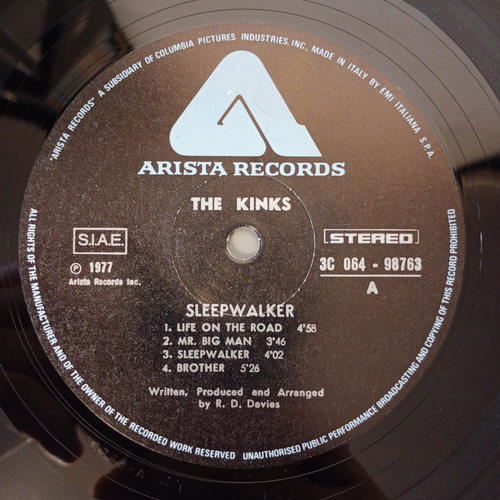 "ARISTA RECORDS" A SUBSIDIARY OF COLUMBIA PICTURES INDUSTRIES, INC. MADE IN ITALY BY EMI ITALIANA S.P.A.
ARISTA RECORDS
THE KINKS
S.I.A.E.
STEREO
℗ 1977
Arista Records Inc.
3C 064 - 98763
A
SLEEPWALKER
1. LIFE ON THE ROAD 4'58
2. MR. BIG MAN 3'46
3. SLEEPWALKER 4'02
4. BROTHER 5'26
Written, Produced and Arranged
by R. D. Davies
ALL RIGHTS OF THE MANUFACTURER AND OF THE OWNER OF THE RECORDED WORK RESERVED UNAUTHORISED PUBLIC PERFORMANCE BROADCASTING AND COPYING OF THIS RECORD PROHIBITED